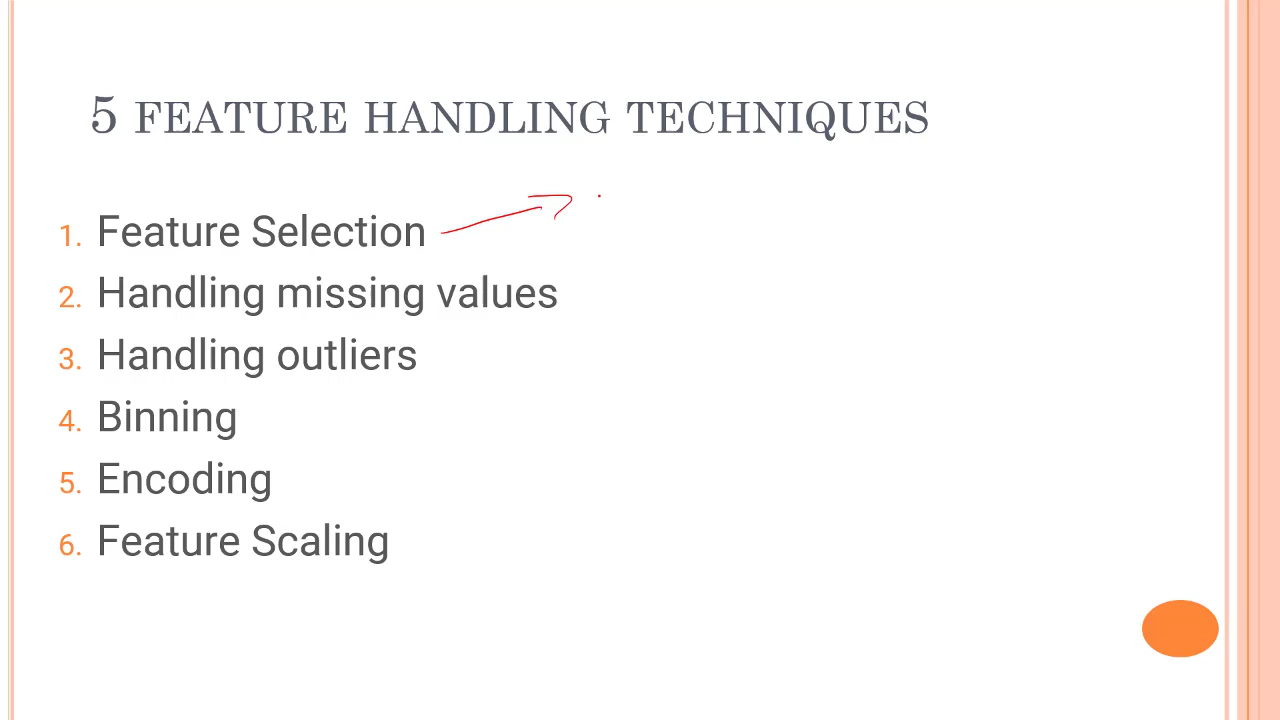 5 FEATURE HANDLING TECHNIQUES
1. Feature Selection
2. Handling missing values
3. Handling outliers
4. Binning
5. Encoding
6. Feature Scaling